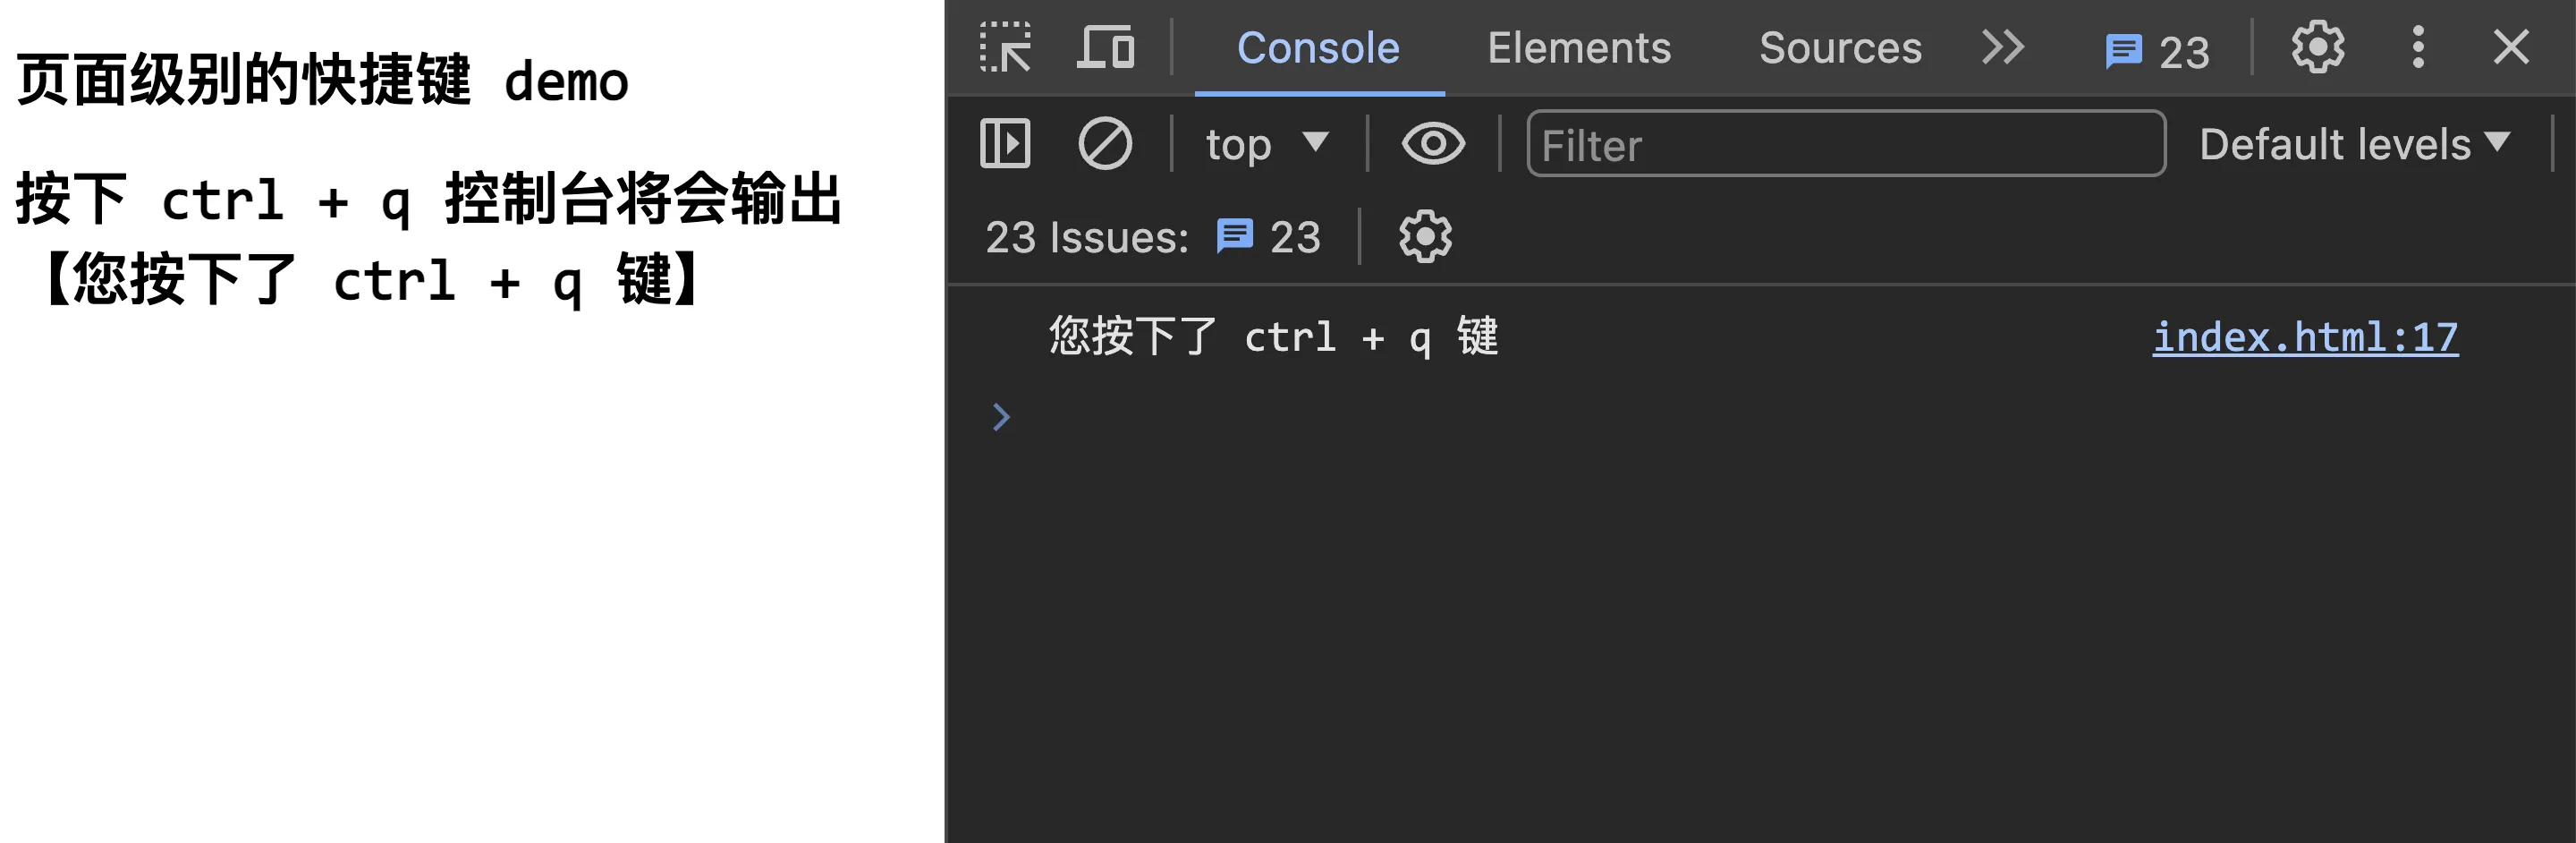 页面级别的快捷键 demo
按下 ctrl + q 控制台将会输出
【您按下了 ctrl + q 键】
Console Elements Sources 23
top Filter Default levels
23 Issues: 23
您按下了 ctrl + q 键 index.html:17